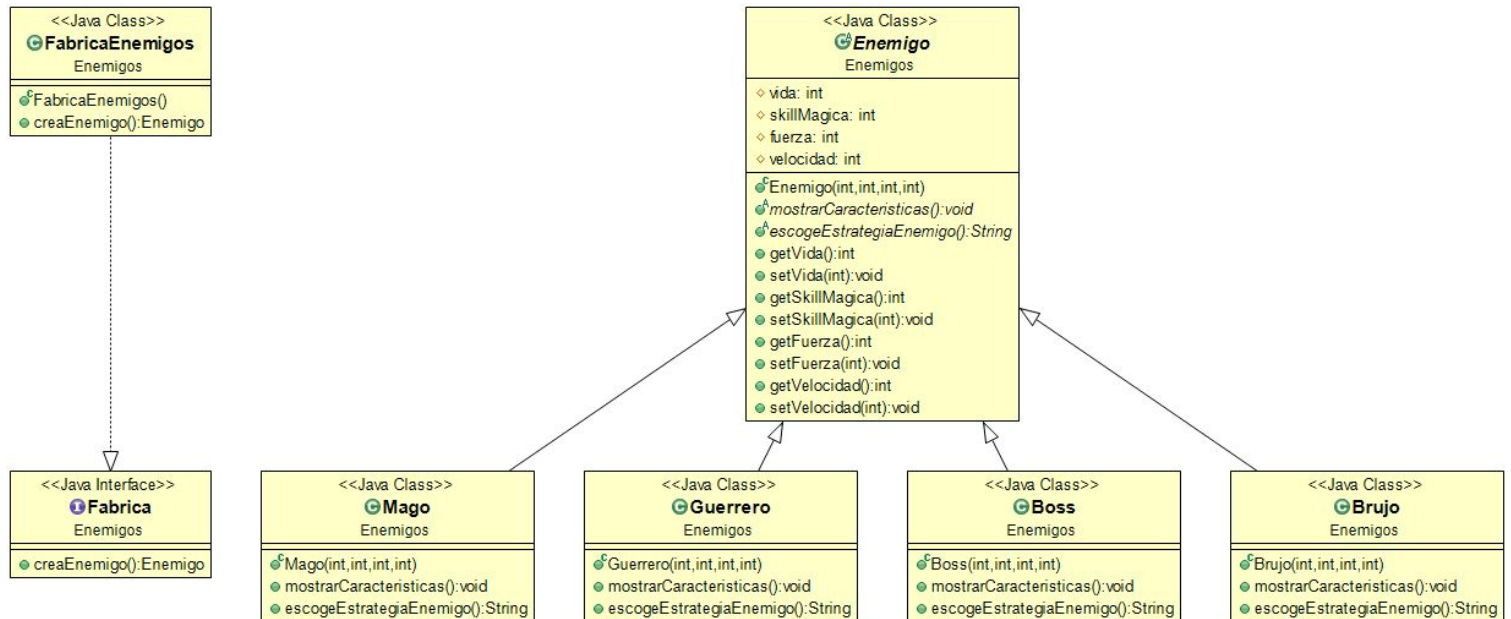 <<Java Class>>
FabricaEnemigos
Enemigos
FabricaEnemigos()
creaEnemigo():Enemigo
<<Java Class>>
Enemigo
Enemigos
vida: int
skillMagica: int
fuerza: int
velocidad: int
Enemigo(int,int,int,int)
mostrarCaracteristicas():void
escogeEstrategiaEnemigo():String
getVida():int
setVida(int):void
getSkillMagica():int
setSkillMagica(int):void
getFuerza():int
setFuerza(int):void
getVelocidad():int
setVelocidad(int):void
<<Java Interface>>
Fabrica
Enemigos
creaEnemigo():Enemigo
<<Java Class>>
Mago
Enemigos
Mago(int,int,int,int)
mostrarCaracteristicas():void
escogeEstrategiaEnemigo():String
<<Java Class>>
Guerrero
Enemigos
Guerrero(int,int,int,int)
mostrarCaracteristicas():void
escogeEstrategiaEnemigo():String
<<Java Class>>
Boss
Enemigos
Boss(int,int,int,int)
mostrarCaracteristicas():void
escogeEstrategiaEnemigo():String
<<Java Class>>
Brujo
Enemigos
Brujo(int,int,int,int)
mostrarCaracteristicas():void
escogeEstrategiaEnemigo():String